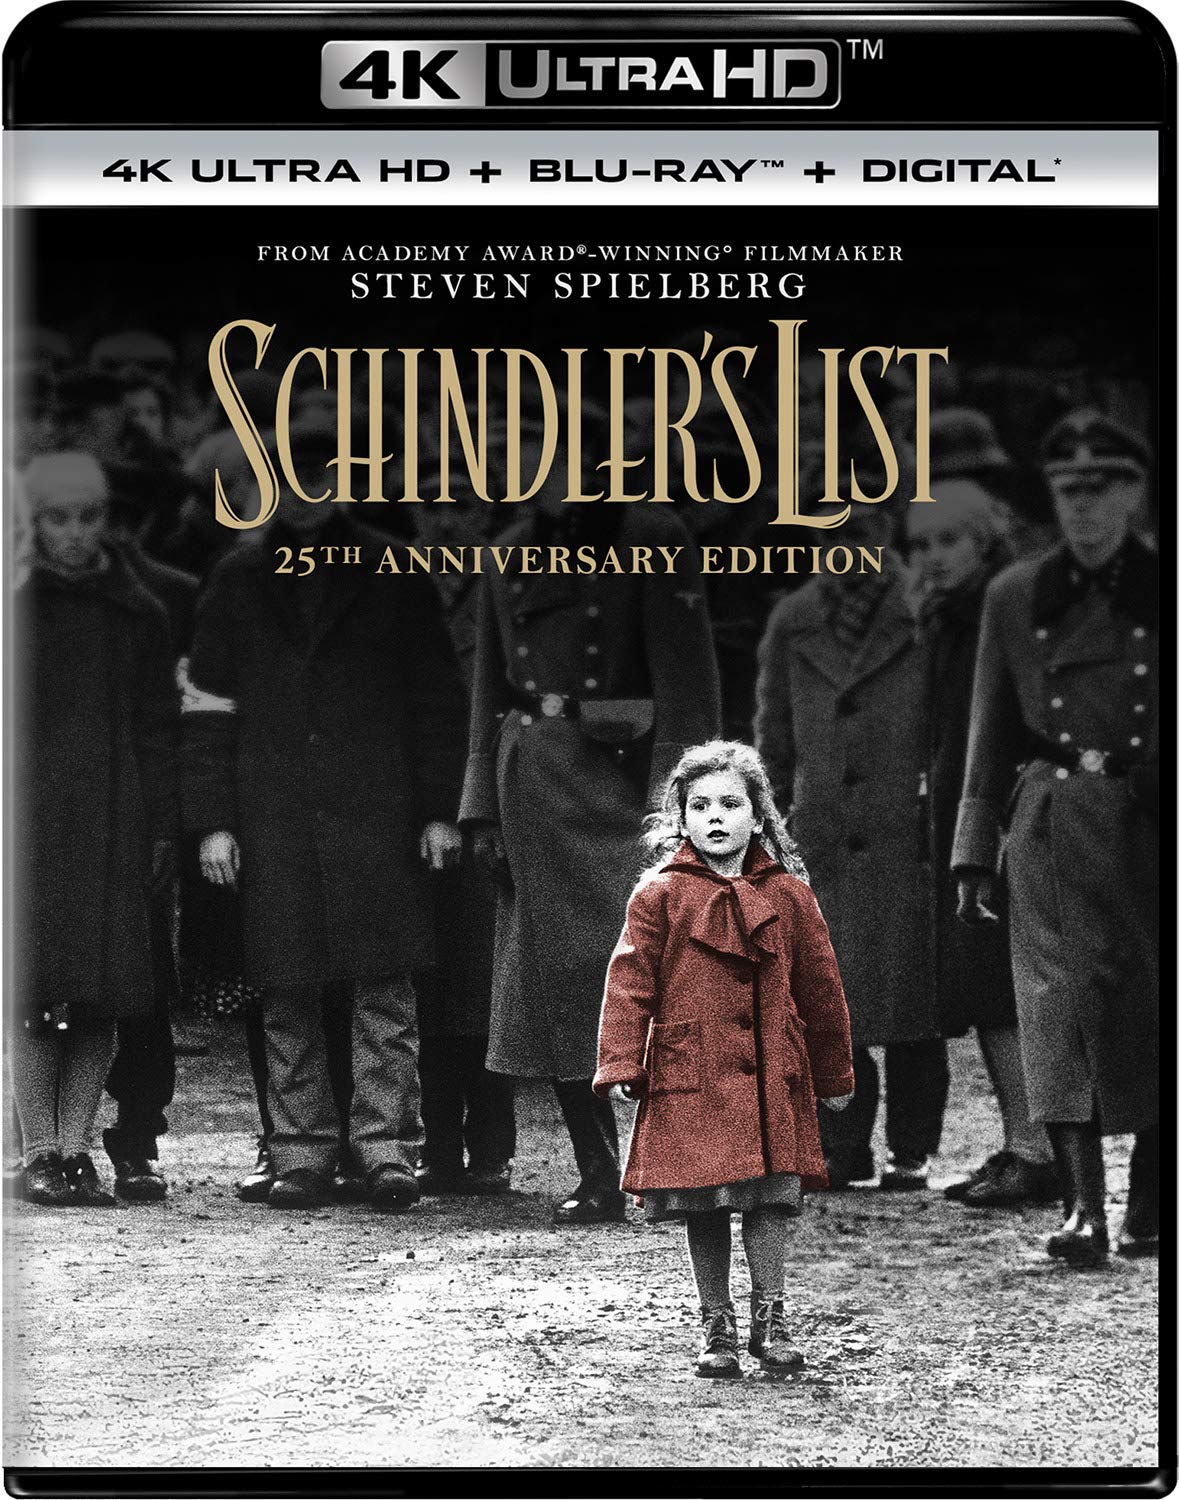 4K ULTRA HD™
4K ULTRA HD + BLU-RAY™ + DIGITAL*
FROM ACADEMY AWARD®-WINNING° FILMMAKER
STEVEN SPIELBERG
SCHINDLER'S LIST
25TH ANNIVERSARY EDITION